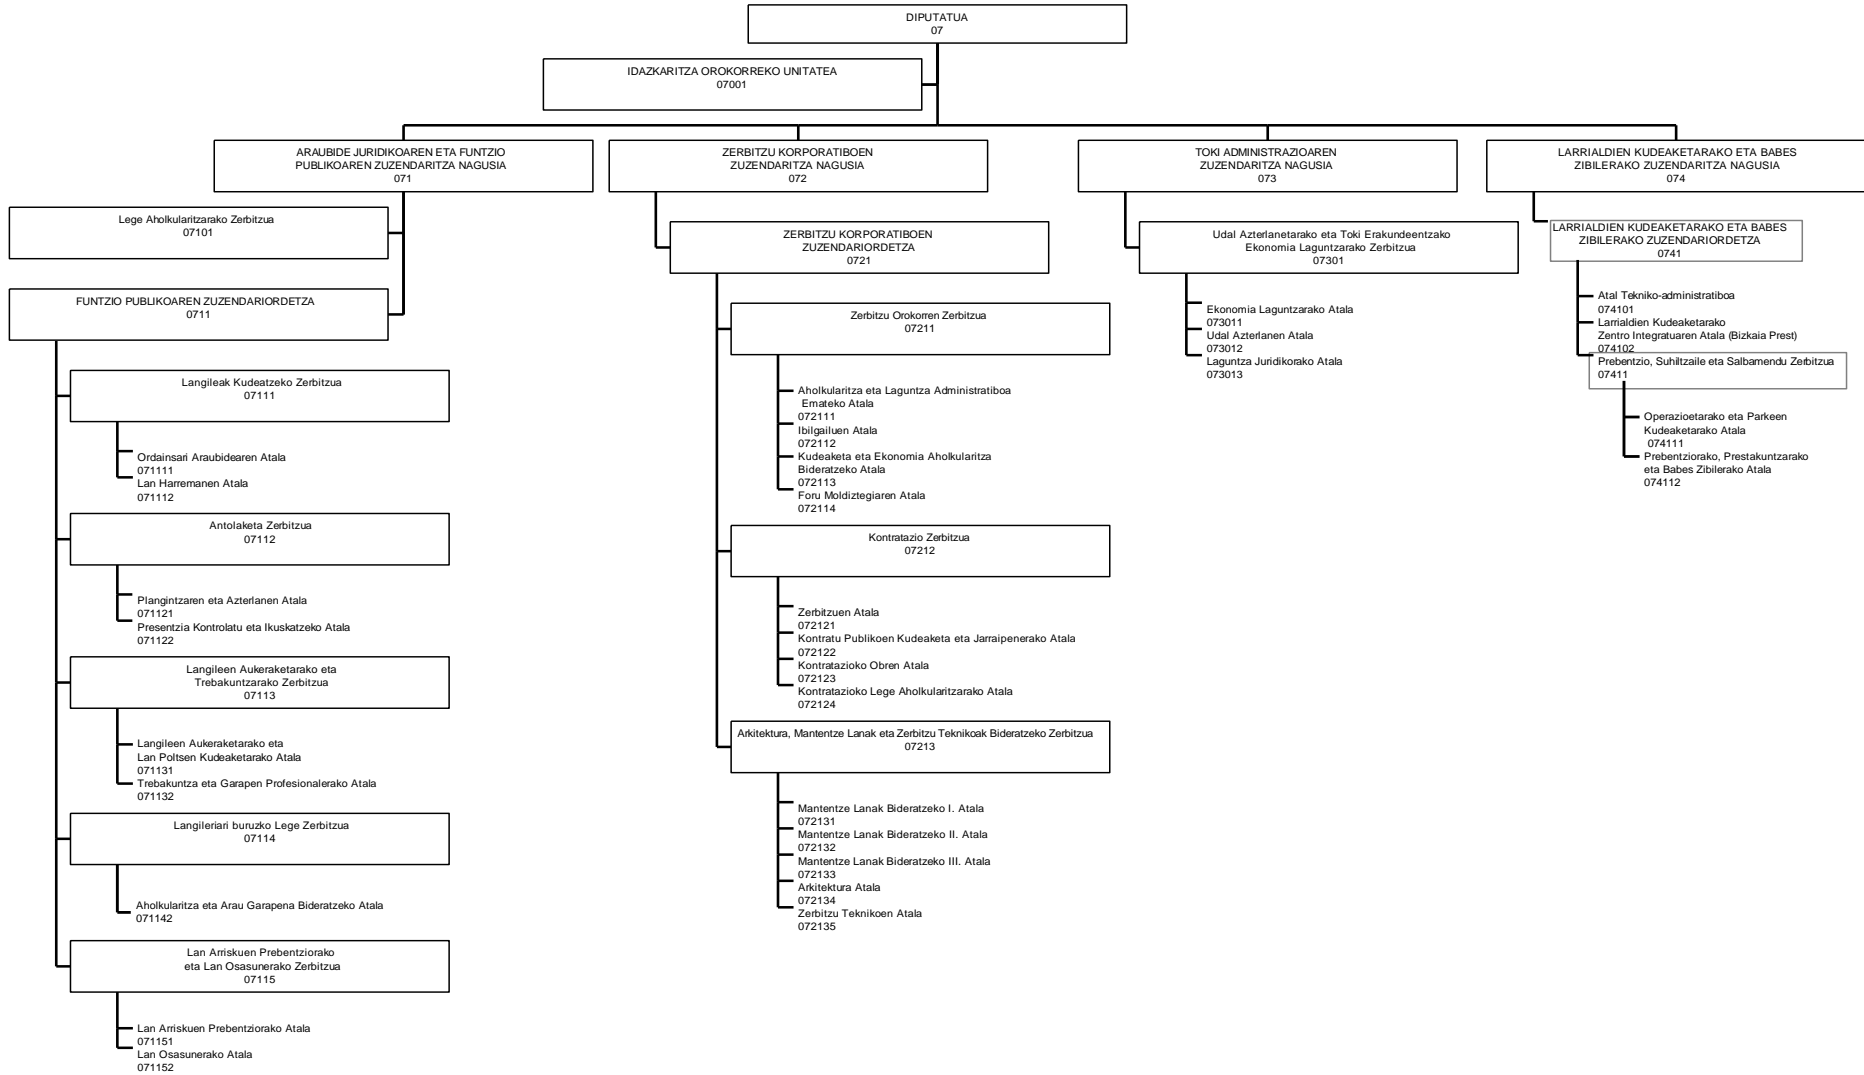 DIPUTATUA
07
IDAZKARITZA OROKORREKO UNITATEA
07001
ARAUBIDE JURIDIKOAREN ETA FUNTZIO
PUBLIKOAREN ZUZENDARITZA NAGUSIA
071
Lege Aholkularitzarako Zerbitzua
07101
FUNTZIO PUBLIKOAREN ZUZENDARIORDETZA
0711
Langileak Kudeatzeko Zerbitzua
07111
Ordainsari Araubidearen Atala
071111
Lan Harremanen Atala
071112
Antolaketa Zerbitzua
07112
Plangintzaren eta Azterlanen Atala
071121
Presentzia Kontrolatu eta Ikuskatzeko Atala
071122
Langileen Aukeraketarako eta
Trebakuntzarako Zerbitzua
07113
Langileen Aukeraketarako eta
Lan Poltsen Kudeaketarako Atala
071131
Trebakuntza eta Garapen Profesionalerako Atala
071132
Langileriari buruzko Lege Zerbitzua
07114
Aholkularitza eta Arau Garapena Bideratzeko Atala
071142
Lan Arriskuen Prebentziorako
eta Lan Osasunerako Zerbitzua
07115
Lan Arriskuen Prebentziorako Atala
071151
Lan Osasunerako Atala
071152
ZERBITZU KORPORATIBOEN
ZUZENDARITZA NAGUSIA
072
ZERBITZU KORPORATIBOEN
ZUZENDARIORDETZA
0721
Zerbitzu Orokorren Zerbitzua
07211
Aholkularitza eta Laguntza Administratiboa
Emateko Atala
072111
Ibilgailuen Atala
072112
Kudeaketa eta Ekonomia Aholkularitza
Bideratzeko Atala
072113
Foru Moldiztegiaren Atala
072114
Kontratazio Zerbitzua
07212
Zerbitzuen Atala
072121
Kontratu Publikoen Kudeaketa eta Jarraipenerako Atala
072122
Kontratazioko Obren Atala
072123
Kontratazioko Lege Aholkularitzarako Atala
072124
Arkitektura, Mantentze Lanak eta Zerbitzu Teknikoak Bideratzeko Zerbitzua
07213
Mantentze Lanak Bideratzeko I. Atala
072131
Mantentze Lanak Bideratzeko II. Atala
072132
Mantentze Lanak Bideratzeko III. Atala
072133
Arkitektura Atala
072134
Zerbitzu Teknikoen Atala
072135
TOKI ADMINISTRAZIOAREN
ZUZENDARITZA NAGUSIA
073
Udal Azterlanetarako eta Toki Erakundeentzako
Ekonomia Laguntzarako Zerbitzua
07301
Ekonomia Laguntzarako Atala
073011
Udal Azterlanen Atala
073012
Laguntza Juridikorako Atala
073013
LARRIALDIEN KUDEAKETARAKO ETA BABES
ZIBILERAKO ZUZENDARITZA NAGUSIA
074
LARRIALDIEN KUDEAKETARAKO ETA BABES
ZIBILERAKO ZUZENDARIORDETZA
0741
Atal Tekniko-administratiboa
074101
Larrialdien Kudeaketarako
Zentro Integratuaren Atala (Bizkaia Prest)
074102
Prebentzio, Suhiltzaile eta Salbamendu Zerbitzua
07411
Operazioetarako eta Parkeen
Kudeaketarako Atala
074111
Prebentziorako, Prestakuntzarako
eta Babes Zibilerako Atala
074112